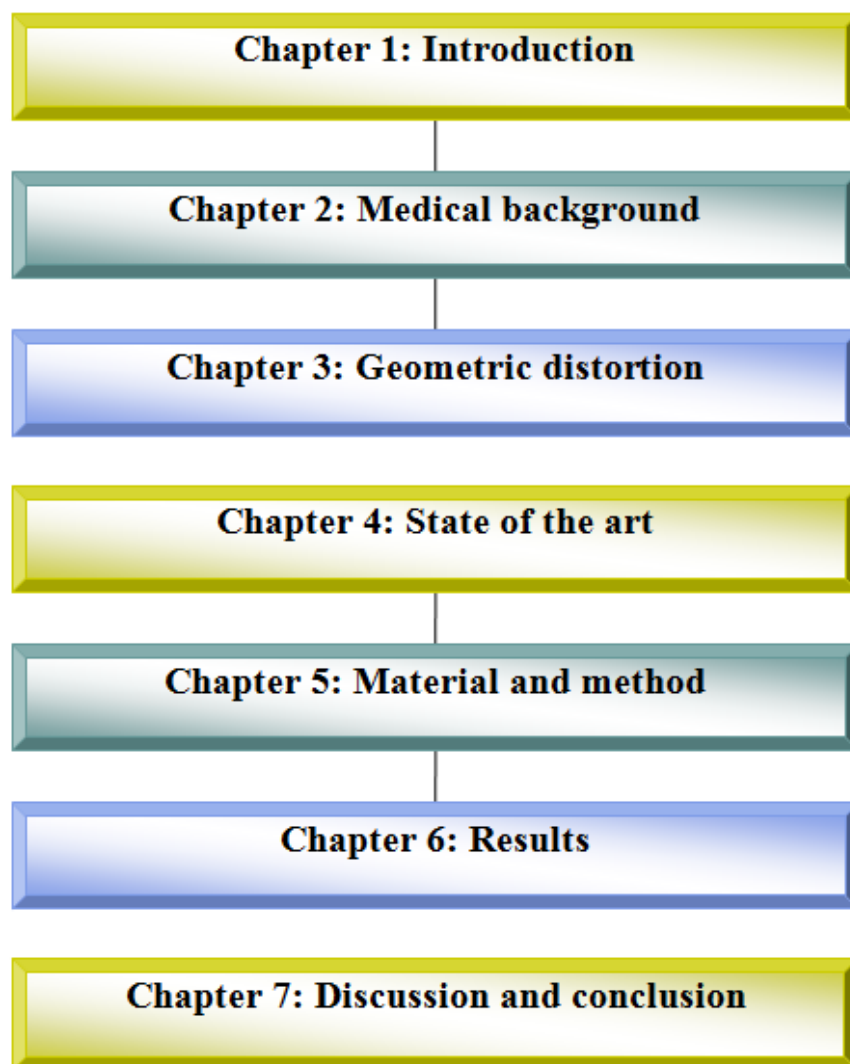 Chapter 1: Introduction
Chapter 2: Medical background
Chapter 3: Geometric distortion
Chapter 4: State of the art
Chapter 5: Material and method
Chapter 6: Results
Chapter 7: Discussion and conclusion